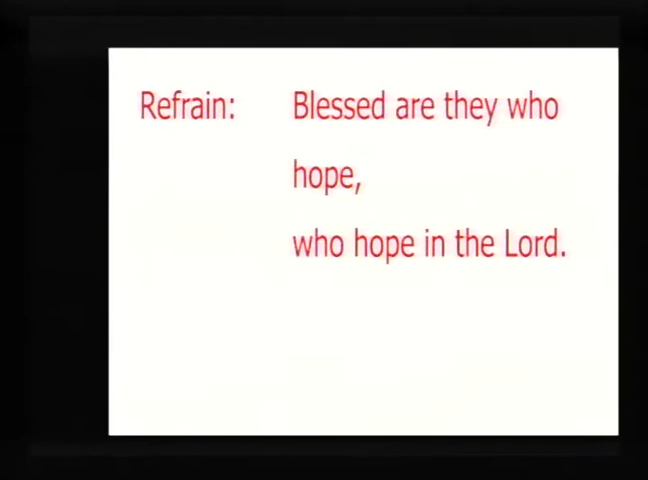 Refrain: Blessed are they who
hope,
who hope in the Lord.